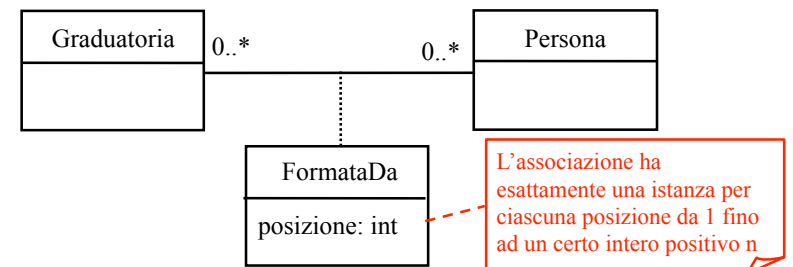 Graduatoria
0..*
0..*
Persona
FormataDa
posizione: int
L’associazione ha
esattamente una istanza per
ciascuna posizione da 1 fino
ad un certo intero positivo n